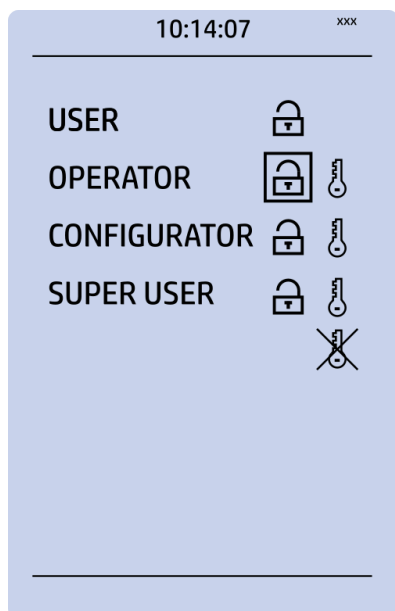 10:14:07 xxx
USER
OPERATOR
CONFIGURATOR
SUPER USER